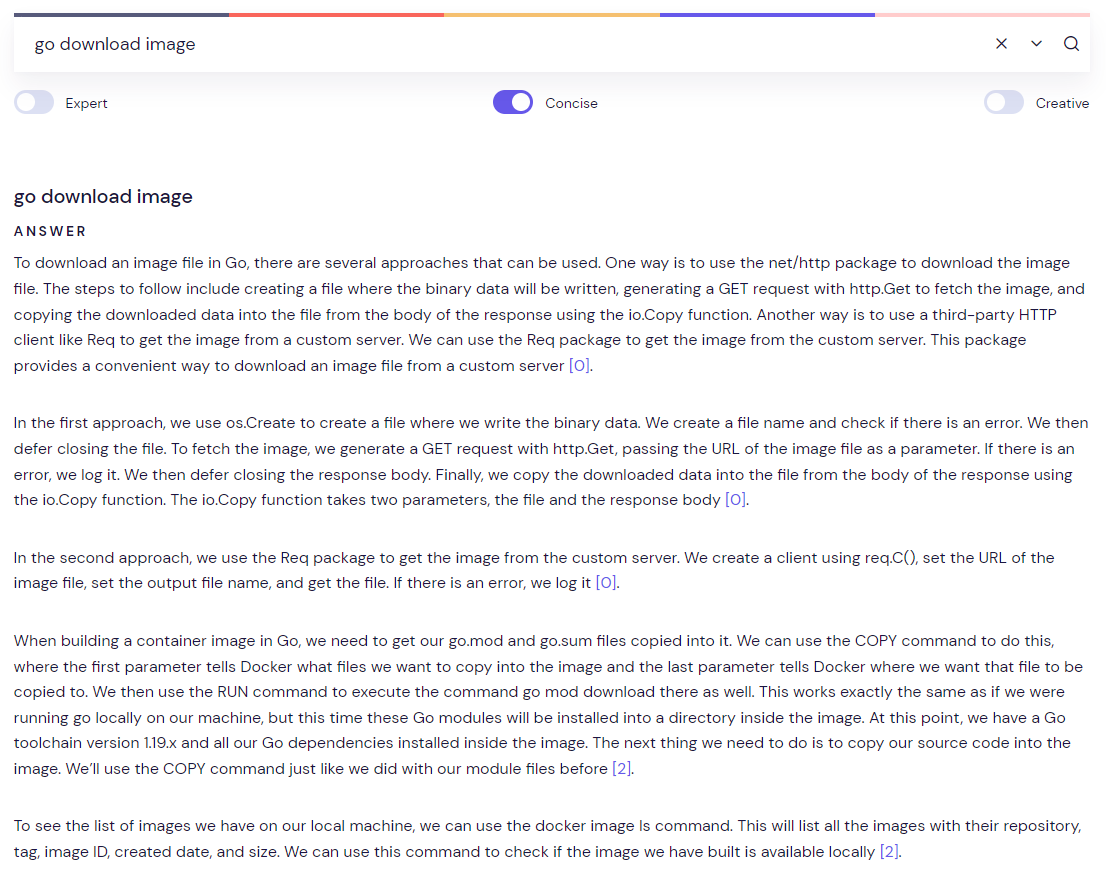 go download image
Expert
Concise
Creative
go download image
ANSWER
To download an image file in Go, there are several approaches that can be used. One way is to use the net/http package to download the image
file. The steps to follow include creating a file where the binary data will be written, generating a GET request with http.Get to fetch the image, and
copying the downloaded data into the file from the body of the response using the io.Copy function. Another way is to use a third-party HTTP
client like Req to get the image from a custom server. We can use the Req package to get the image from the custom server. This package
provides a convenient way to download an image file from a custom server [0].
In the first approach, we use os.Create to create a file where we write the binary data. We create a file name and check if there is an error. We then
defer closing the file. To fetch the image, we generate a GET request with http.Get, passing the URL of the image file as a parameter. If there is an
error, we log it. We then defer closing the response body. Finally, we copy the downloaded data into the file from the body of the response using
the io.Copy function. The io.Copy function takes two parameters, the file and the response body [0].
In the second approach, we use the Req package to get the image from the custom server. We create a client using req.C(), set the URL of the
image file, set the output file name, and get the file. If there is an error, we log it [0].
When building a container image in Go, we need to get our go.mod and go.sum files copied into it. We can use the COPY command to do this,
where the first parameter tells Docker what files we want to copy into the image and the last parameter tells Docker where we want that file to be
copied to. We then use the RUN command to execute the command go mod download there as well. This works exactly the same as if we were
running go locally on our machine, but this time these Go modules will be installed into a directory inside the image. At this point, we have a Go
toolchain version 1.19.x and all our Go dependencies installed inside the image. The next thing we need to do is to copy our source code into the
image. We'll use the COPY command just like we did with our module files before [2].
To see the list of images we have on our local machine, we can use the docker image ls command. This will list all the images with their repository,
tag, image ID, created date, and size. We can use this command to check if the image we have built is available locally [2].